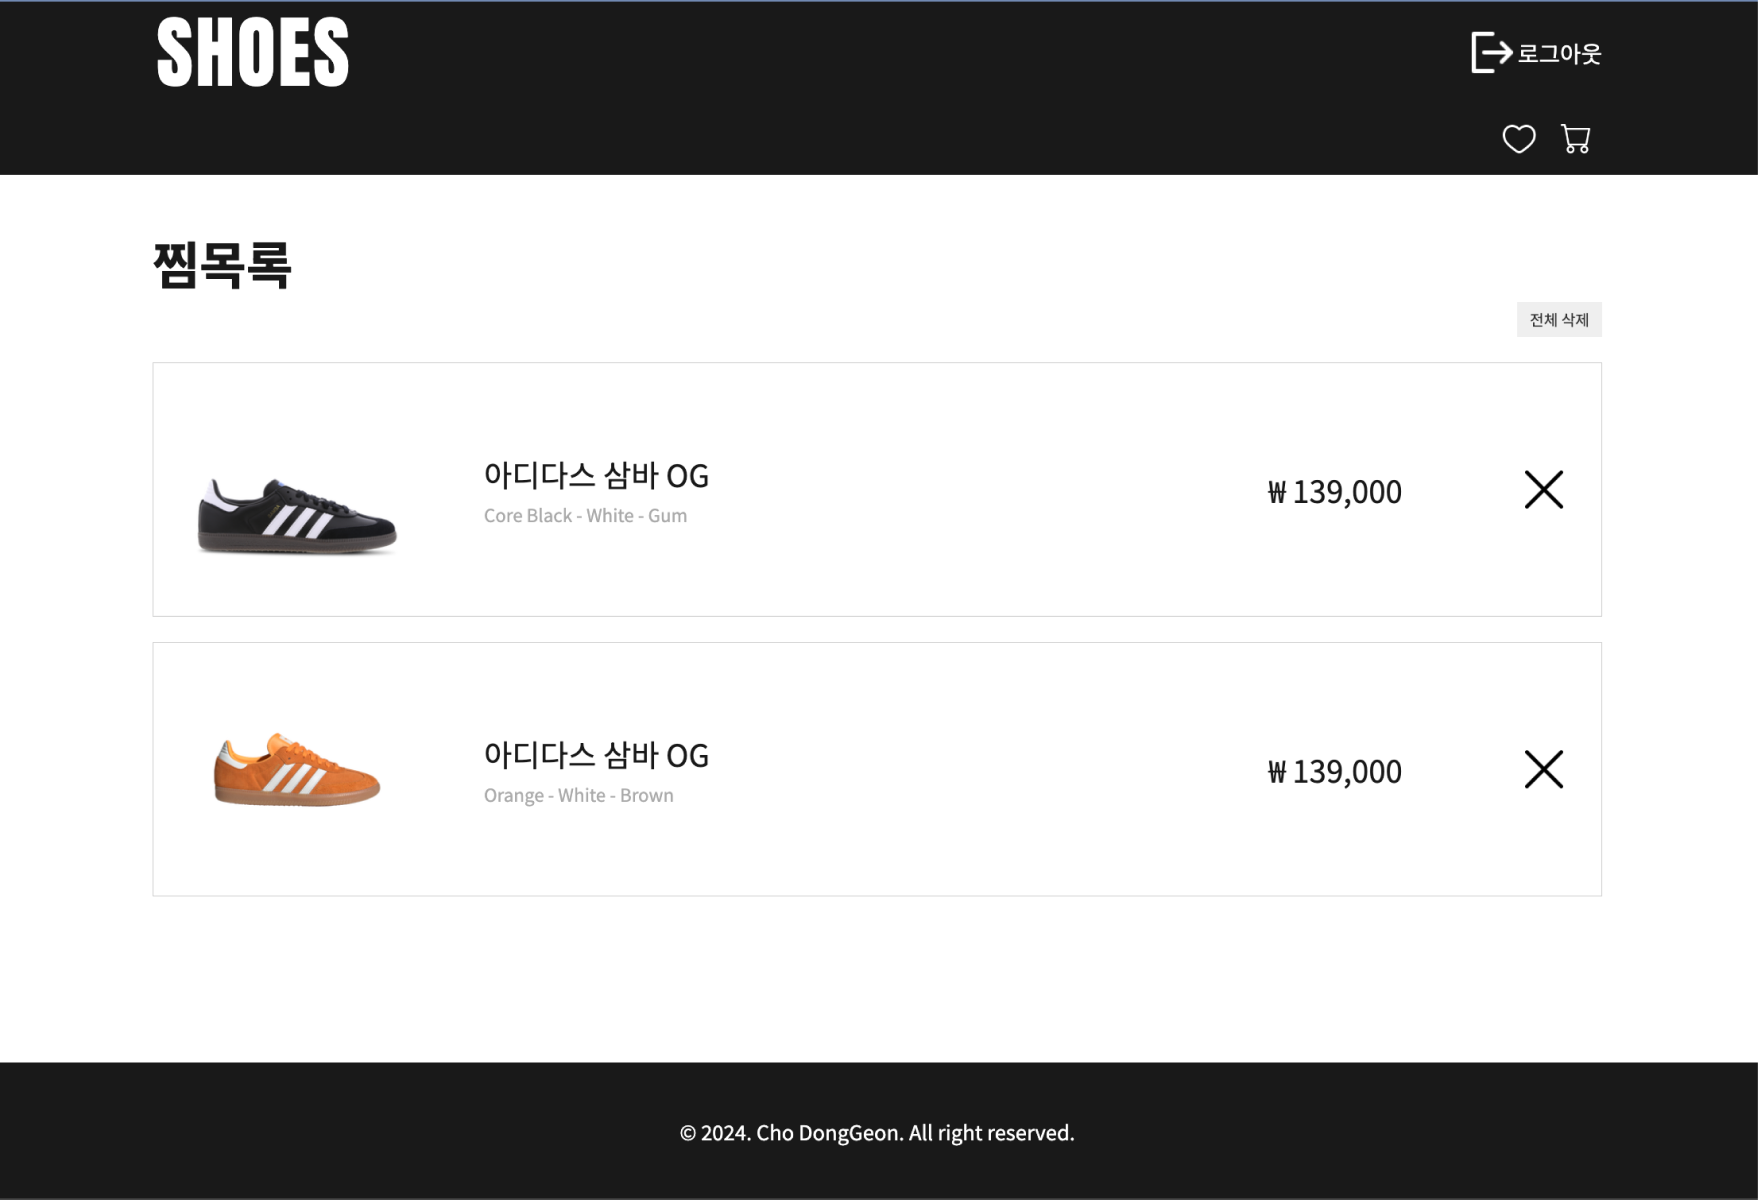 SHOES
로그아웃
찜목록
전체 삭제
아디다스 삼바 OG
Core Black - White - Gum
₩ 139,000
아디다스 삼바 OG
Orange - White - Brown
₩ 139,000
© 2024. Cho DongGeon. All right reserved.